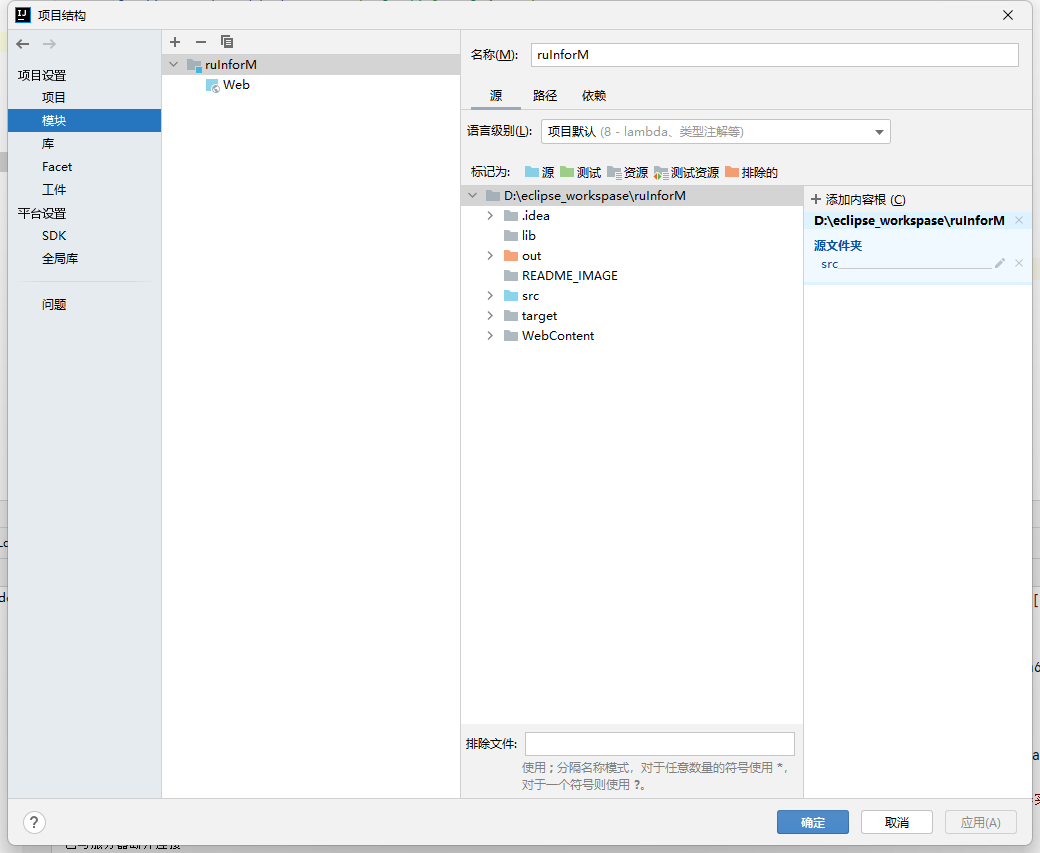 项目结构
项目设置
项目
模块
库
Facet
工件
平台设置
SDK
全局库
问题
ruInforM
Web
名称(M):
ruInforM
源 路径 依赖
语言级别(L): 项目默认 (8 - lambda、类型注解等)
标记为: 源 测试 资源 测试资源 排除的
D:\eclipse_workspase\ruInforM
.idea
lib
out
README_IMAGE
src
target
WebContent
添加内容根 (C)
D:\eclipse_workspase\ruInforM
源文件夹
src
排除文件:
使用 ; 分隔名称模式，对于任意数量的符号使用 *，
对于一个符号则使用 ?。
?
确定 取消 应用(A)